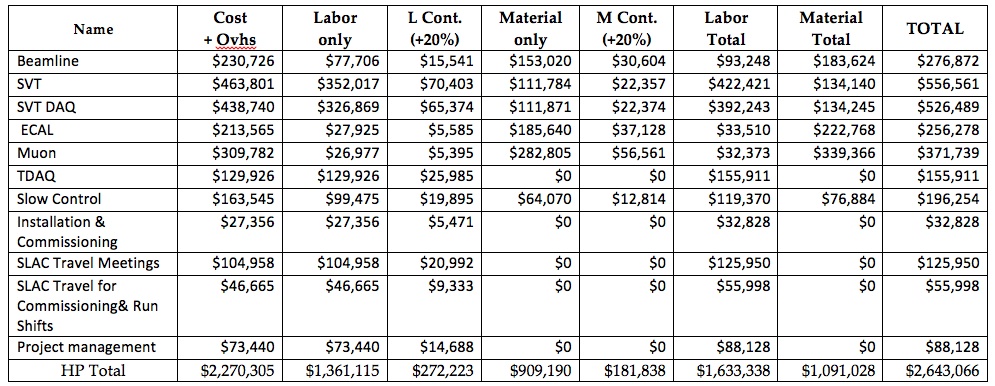 Name Cost + Ovhs Labor only L Cont. (+20%) Material only M Cont. (+20%) Labor Total Material Total TOTAL
Beamline $230,726 $77,706 $15,541 $153,020 $30,604 $93,248 $183,624 $276,872
SVT $463,801 $352,017 $70,403 $111,784 $22,357 $422,421 $134,140 $556,561
SVT DAQ $438,740 $326,869 $65,374 $111,871 $22,374 $392,243 $134,245 $526,489
ECAL $213,565 $27,925 $5,585 $185,640 $37,128 $33,510 $222,768 $256,278
Muon $309,782 $26,977 $5,395 $282,805 $56,561 $32,373 $339,366 $371,739
TDAQ $129,926 $129,926 $25,985 $0 $0 $155,911 $0 $155,911
Slow Control $163,545 $99,475 $19,895 $64,070 $12,814 $119,370 $76,884 $196,254
Installation & $27,356 $27,356 $5,471 $0 $0 $32,828 $0 $32,828
Commissioning
SLAC Travel Meetings $104,958 $104,958 $20,992 $0 $0 $125,950 $0 $125,950
SLAC Travel for $46,665 $46,665 $9,333 $0 $0 $55,998 $0 $55,998
Commissioning& Run
Shifts
Project management $73,440 $73,440 $14,688 $0 $0 $88,128 $0 $88,128
HP Total $2,270,305 $1,361,115 $272,223 $909,190 $181,838 $1,633,338 $1,091,028 $2,643,066